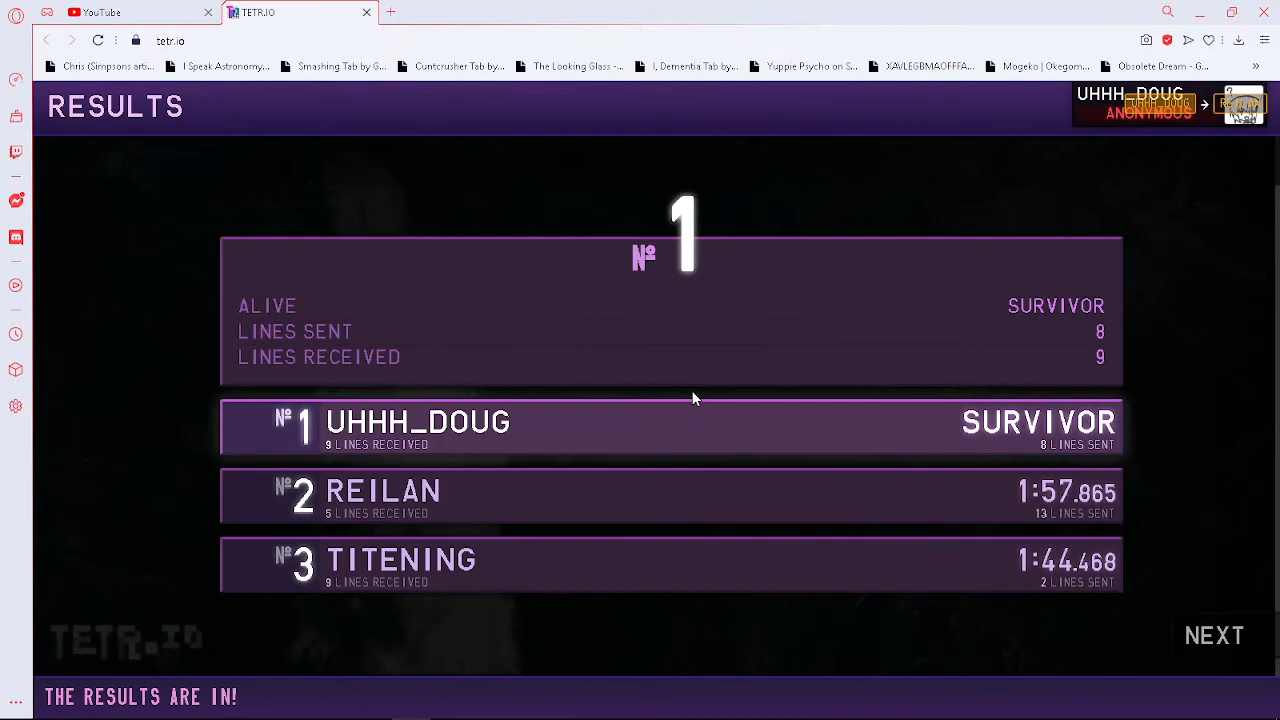 YouTube
TETR.IO
tetr.io
Chris (Simpsons arti...
I Speak Astronomy...
Smashing Tab by G...
Cuntcrusher Tab by...
The Looking Glass -...
I, Dementia Tab by...
Yuppie Psycho on S...
XAVLEGBMAOFFFA...
Mogeko | Okegom...
Obsolete Dream - G...
RESULTS
UHHH_DOUG
ANONYMOUS
UHHH_DOUG
REILAN
Nº 1
ALIVE
SURVIVOR
LINES SENT
8
LINES RECEIVED
9
Nº 1 UHHH_DOUG
SURVIVOR
9 LINES RECEIVED
8 LINES SENT
Nº 2 REILAN
1:57.865
5 LINES RECEIVED
13 LINES SENT
Nº 3 TITENING
1:44.468
9 LINES RECEIVED
2 LINES SENT
TETR.IO
NEXT
THE RESULTS ARE IN!